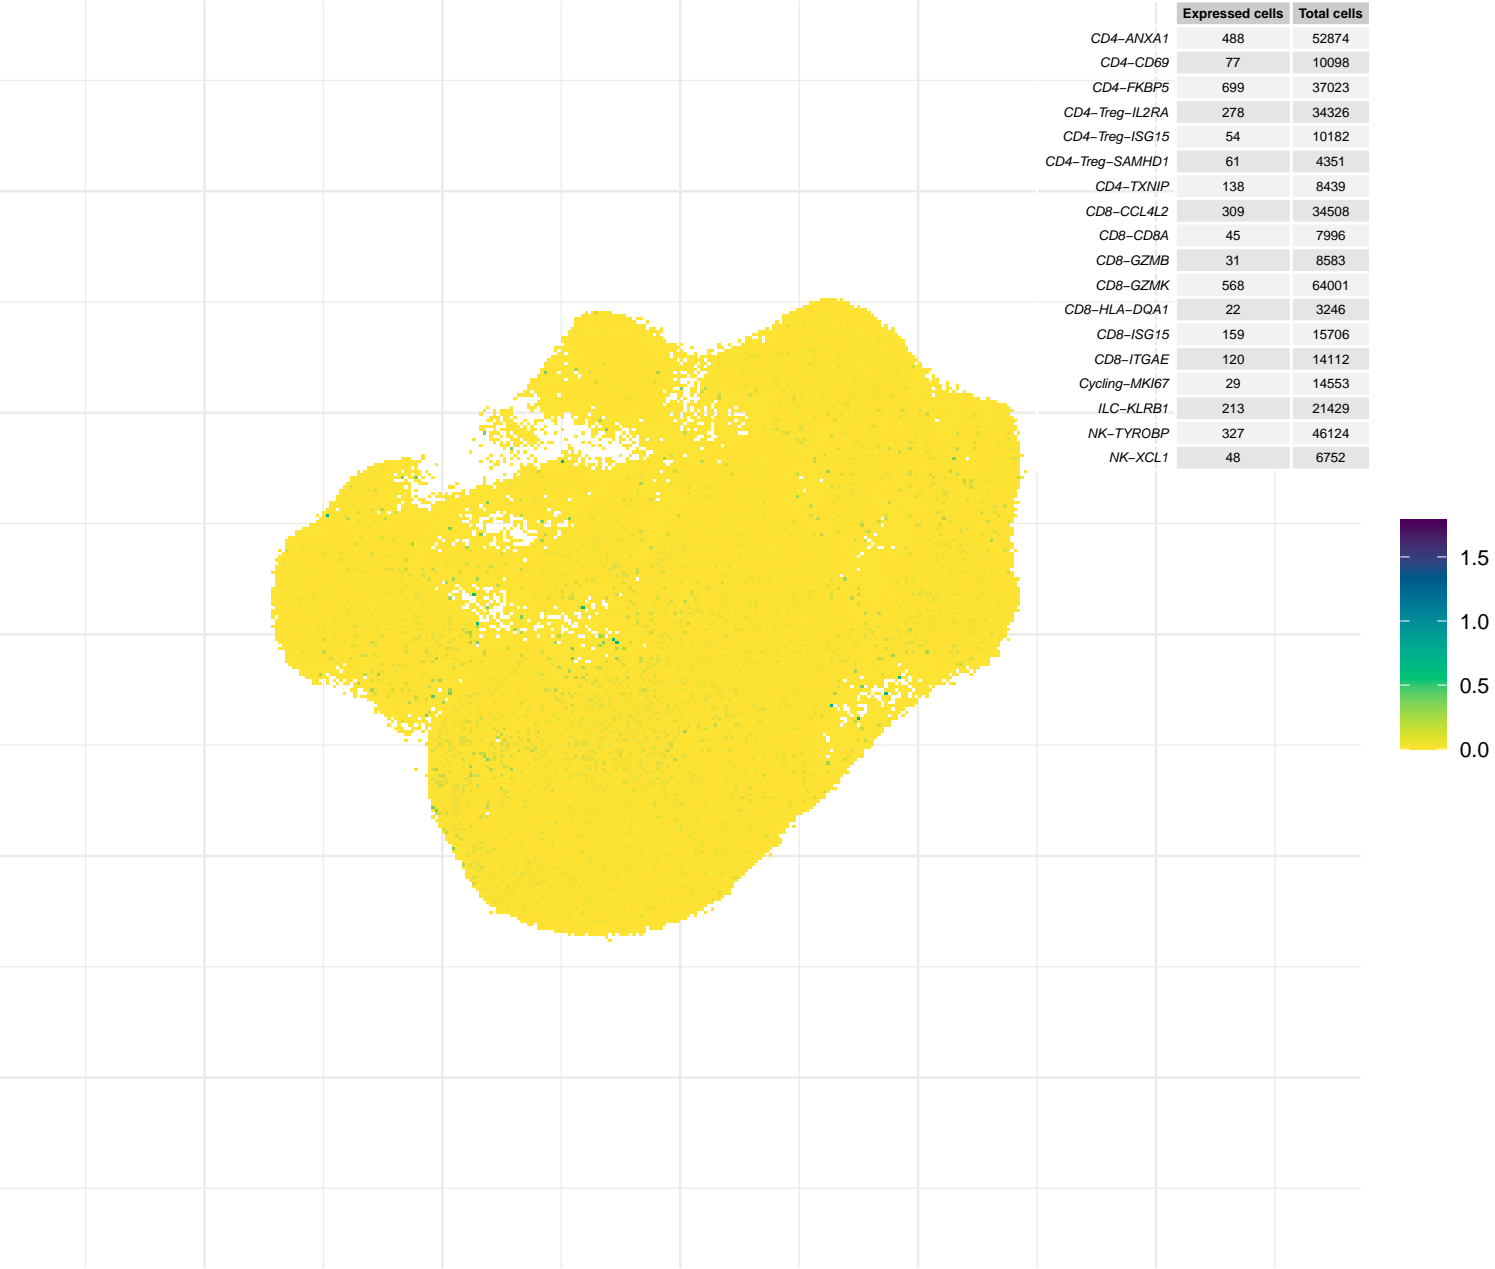 Expressed cells Total cells
CD4−ANXA1 488 52874
CD4−CD69 77 10098
CD4−FKBP5 699 37023
CD4−Treg−IL2RA 278 34326
CD4−Treg−ISG15 54 10182
CD4−Treg−SAMHD1 61 4351
CD4−TXNIP 138 8439
CD8−CCL4L2 309 34508
CD8−CD8A 45 7996
CD8−GZMB 31 8583
CD8−GZMK 568 64001
CD8−HLA−DQA1 22 3246
CD8−ISG15 159 15706
CD8−ITGAE 120 14112
Cycling−MKI67 29 14553
ILC−KLRB1 213 21429
NK−TYROBP 327 46124
NK−XCL1 48 6752
1.5
1.0
0.5
0.0